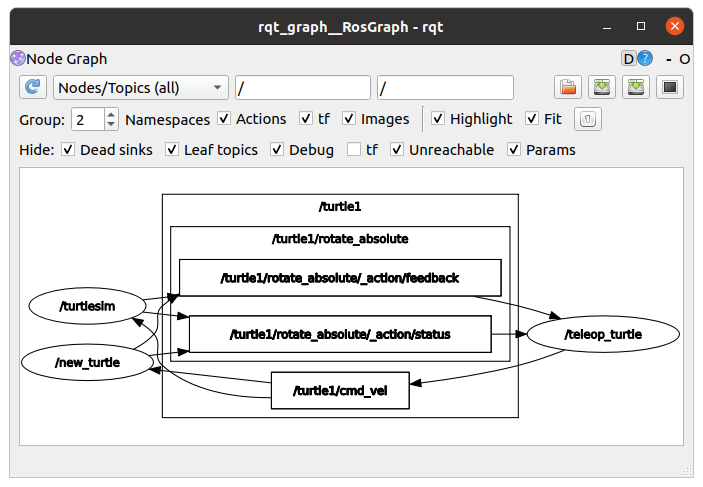 rqt_graph__RosGraph - rqt
Node Graph D - O
Nodes/Topics (all) / /
Group: 2 Namespaces Actions tf Images Highlight Fit
Hide: Dead sinks Leaf topics Debug tf Unreachable Params
/turtle1
/turtle1/rotate_absolute
/turtle1/rotate_absolute/_action/feedback
/turtlesim
/turtle1/rotate_absolute/_action/status
/teleop_turtle
/new_turtle
/turtle1/cmd_vel